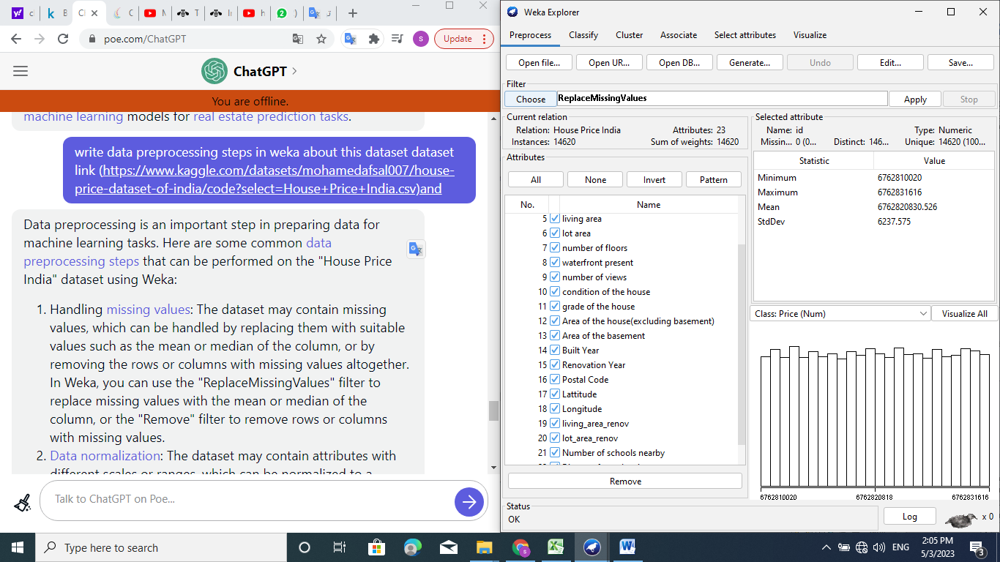 poe.com/ChatGPT
Update
ChatGPT
You are offline.
machine learning models for real estate prediction tasks.
write data preprocessing steps in weka about this dataset dataset
link (https://www.kaggle.com/datasets/mohamedafsal007/house-
price-dataset-of-india/code?select=House+Price+India.csv)and
Data preprocessing is an important step in preparing data for
machine learning tasks. Here are some common data
preprocessing steps that can be performed on the "House Price
India" dataset using Weka:
1. Handling missing values: The dataset may contain missing
values, which can be handled by replacing them with suitable
values such as the mean or median of the column, or by
removing the rows or columns with missing values altogether.
In Weka, you can use the "ReplaceMissingValues" filter to
replace missing values with the mean or median of the
column, or the "Remove" filter to remove rows or columns
with missing values.
2. Data normalization: The dataset may contain attributes with
different scales or ranges, which can be normalized to a
Talk to ChatGPT on Poe...
Weka Explorer
Preprocess Classify Cluster Associate Select attributes Visualize
Open file... Open UR... Open DB... Generate... Undo Edit... Save...
Filter
Choose ReplaceMissingValues Apply Stop
Current relation
Relation: House Price India Attributes: 23
Instances: 14620 Sum of weights: 14620
Attributes
All None Invert Pattern
No. Name
5 living area
6 lot area
7 number of floors
8 waterfront present
9 number of views
10 condition of the house
11 grade of the house
12 Area of the house(excluding basement)
13 Area of the basement
14 Built Year
15 Renovation Year
16 Postal Code
17 Lattitude
18 Longitude
19 living_area_renov
20 lot_area_renov
21 Number of schools nearby
Remove
Selected attribute
Name: id Type: Numeric
Missin... 0 (0... Distinct: 146... Unique: 14620 (100...
Statistic Value
Minimum 6762810020
Maximum 6762831616
Mean 6762820830.526
StdDev 6237.575
Class: Price (Num) Visualize All
6762810020 6762820818 6762831616
Status
OK
Log x 0
Type here to search
ENG
2:05 PM
5/3/2023
3